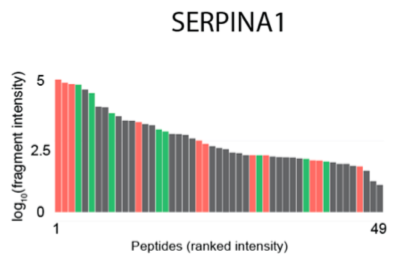 SERPINA1
log10(fragment intensity)
5
2.5
0
1
49
Peptides (ranked intensity)